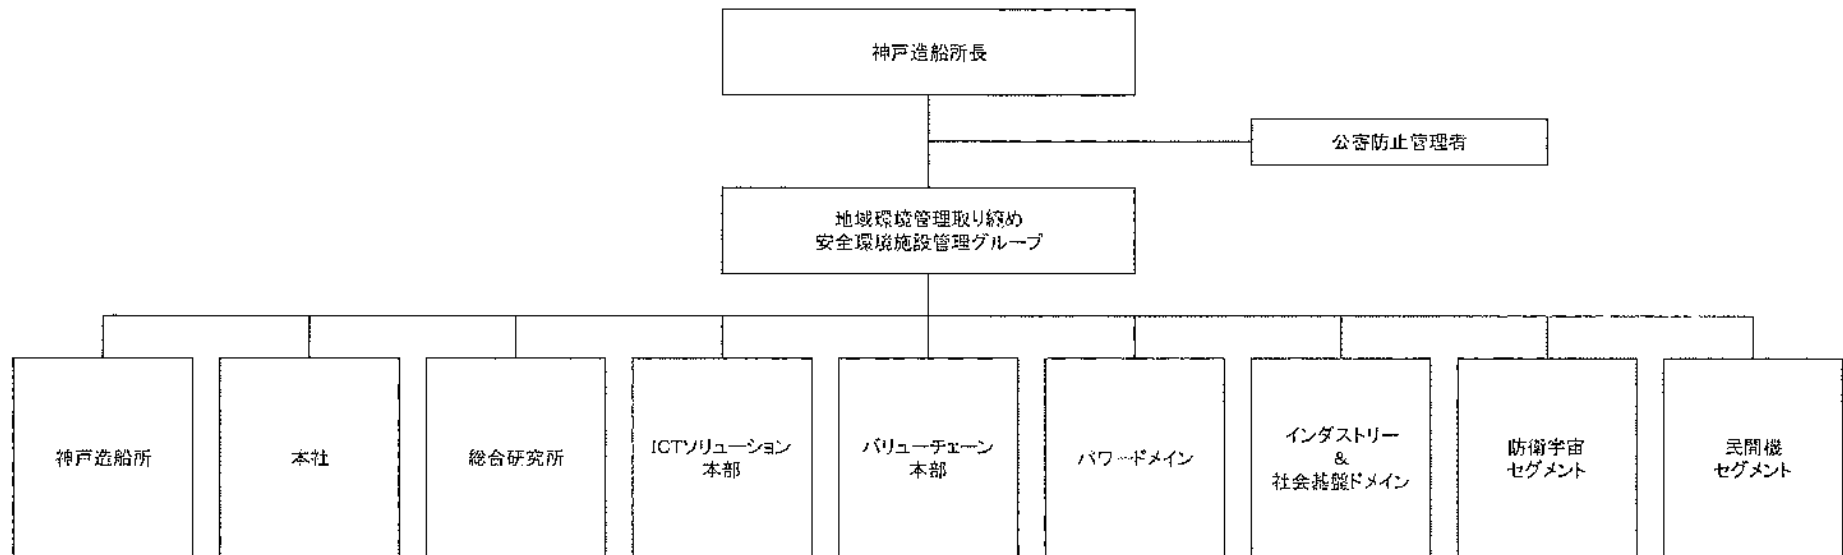 神戸造船所長
公害防止管理者
地域環境管理取り纏め
安全環境施設管理グループ
神戸造船所
本社
総合研究所
ICTソリューション
本部
バリューチェーン
本部
パワードメイン
インダストリー
&
社会基盤ドメイン
防衛宇宙
セグメント
民間機
セグメント